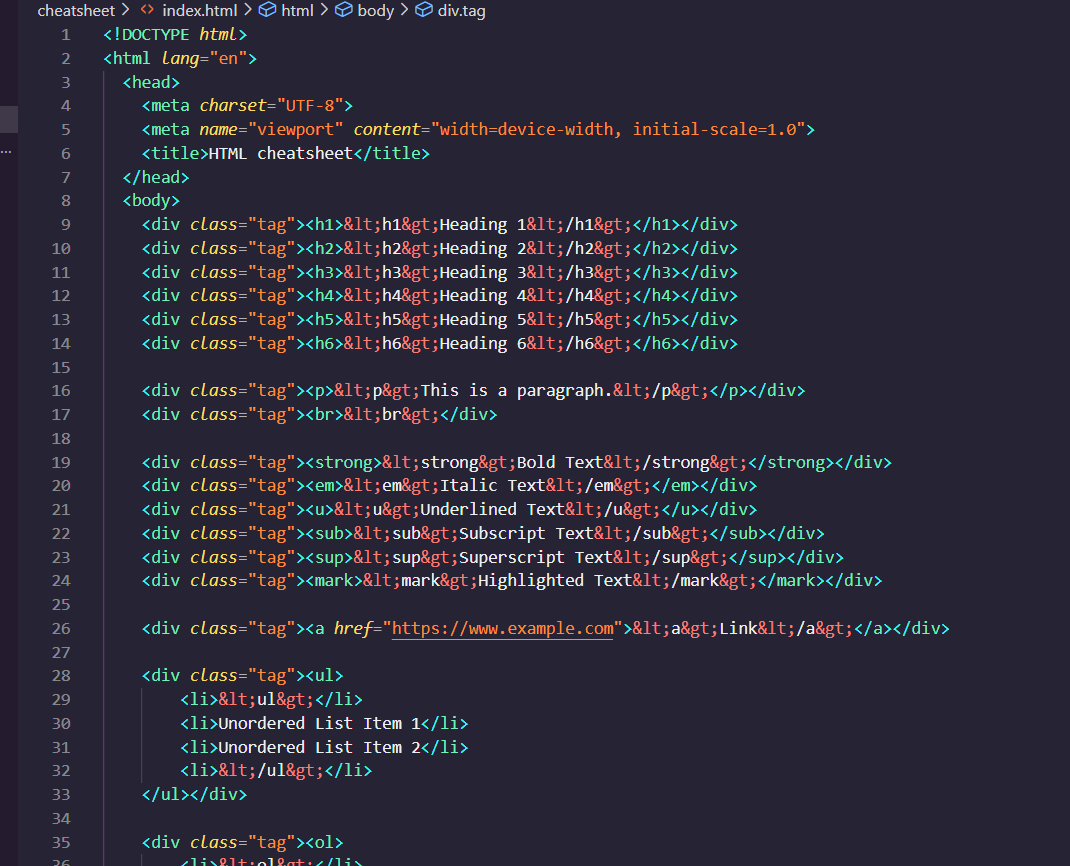 cheatsheet > <> index.html > html > body > div.tag
1 <!DOCTYPE html>
2 <html lang="en">
3 <head>
4 <meta charset="UTF-8">
5 <meta name="viewport" content="width=device-width, initial-scale=1.0">
6 <title>HTML cheatsheet</title>
7 </head>
8 <body>
9 <div class="tag"><h1>&lt;h1&gt;Heading 1&lt;/h1&gt;</h1></div>
10 <div class="tag"><h2>&lt;h2&gt;Heading 2&lt;/h2&gt;</h2></div>
11 <div class="tag"><h3>&lt;h3&gt;Heading 3&lt;/h3&gt;</h3></div>
12 <div class="tag"><h4>&lt;h4&gt;Heading 4&lt;/h4&gt;</h4></div>
13 <div class="tag"><h5>&lt;h5&gt;Heading 5&lt;/h5&gt;</h5></div>
14 <div class="tag"><h6>&lt;h6&gt;Heading 6&lt;/h6&gt;</h6></div>
15
16 <div class="tag"><p>&lt;p&gt;This is a paragraph.&lt;/p&gt;</p></div>
17 <div class="tag"><br>&lt;br&gt;</div>
18
19 <div class="tag"><strong>&lt;strong&gt;Bold Text&lt;/strong&gt;</strong></div>
20 <div class="tag"><em>&lt;em&gt;Italic Text&lt;/em&gt;</em></div>
21 <div class="tag"><u>&lt;u&gt;Underlined Text&lt;/u&gt;</u></div>
22 <div class="tag"><sub>&lt;sub&gt;Subscript Text&lt;/sub&gt;</sub></div>
23 <div class="tag"><sup>&lt;sup&gt;Superscript Text&lt;/sup&gt;</sup></div>
24 <div class="tag"><mark>&lt;mark&gt;Highlighted Text&lt;/mark&gt;</mark></div>
25
26 <div class="tag"><a href="https://www.example.com">&lt;a&gt;Link&lt;/a&gt;</a></div>
27
28 <div class="tag"><ul>
29 <li>&lt;ul&gt;</li>
30 <li>Unordered List Item 1</li>
31 <li>Unordered List Item 2</li>
32 <li>&lt;/ul&gt;</li>
33 </ul></div>
34
35 <div class="tag"><ol>
36 <li>&lt;ol&gt;</li>